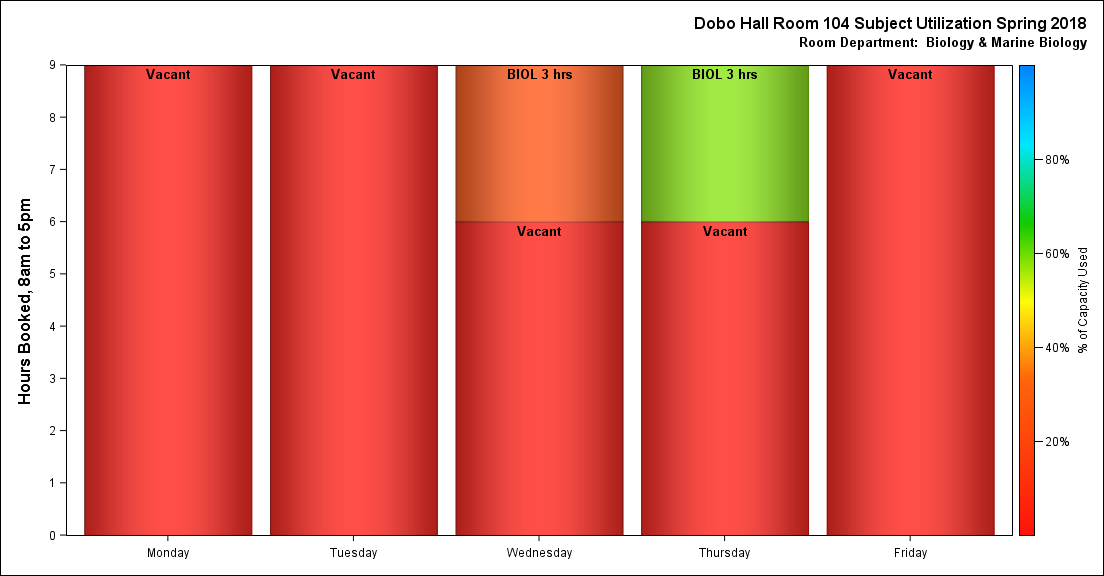 Dobo Hall Room 104 Subject Utilization Spring 2018
Room Department: Biology & Marine Biology
Hours Booked, 8am to 5pm
9
8
7
6
5
4
3
2
1
0
Vacant
Vacant
BIOL 3 hrs
BIOL 3 hrs
Vacant
Vacant
Vacant
Monday
Tuesday
Wednesday
Thursday
Friday
80%
60%
40%
20%
% of Capacity Used